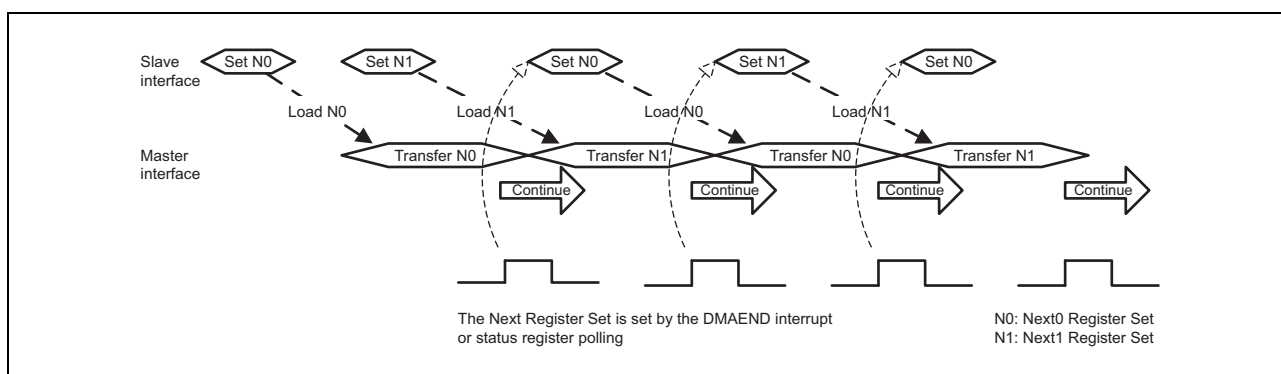 Slave
interface
Set N0
Set N1
Set N0
Set N1
Set N0
Load N0
Load N1
Load N0
Load N1
Master
interface
Transfer N0
Transfer N1
Transfer N0
Transfer N1
Continue
Continue
Continue
Continue
The Next Register Set is set by the DMAEND interrupt
or status register polling
N0: Next0 Register Set
N1: Next1 Register Set